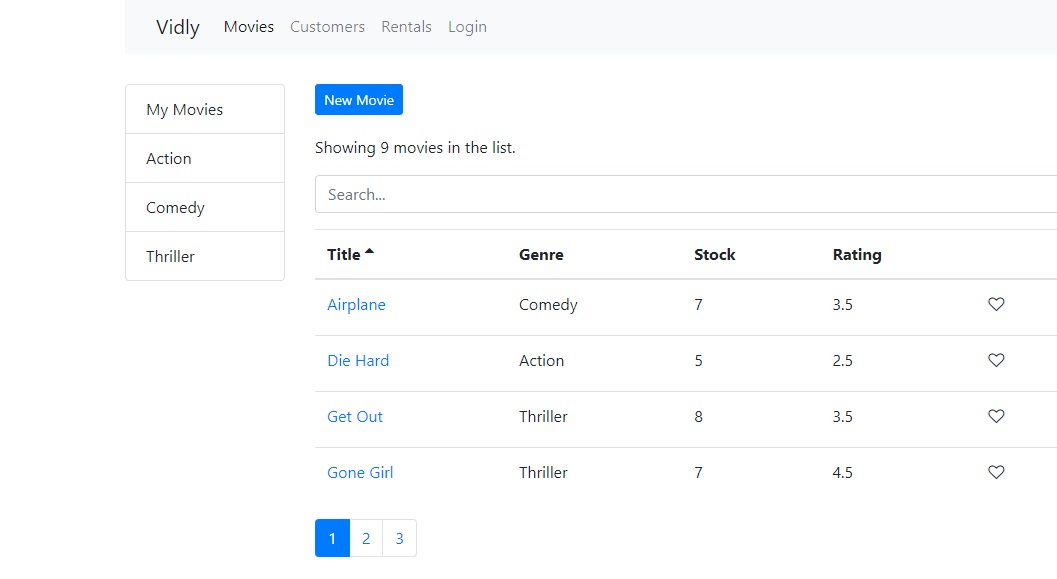 Vidly Movies Customers Rentals Login
My Movies
Action
Comedy
Thriller
New Movie
Showing 9 movies in the list.
Search...
Title Genre Stock Rating
Airplane Comedy 7 3.5
Die Hard Action 5 2.5
Get Out Thriller 8 3.5
Gone Girl Thriller 7 4.5
1 2 3